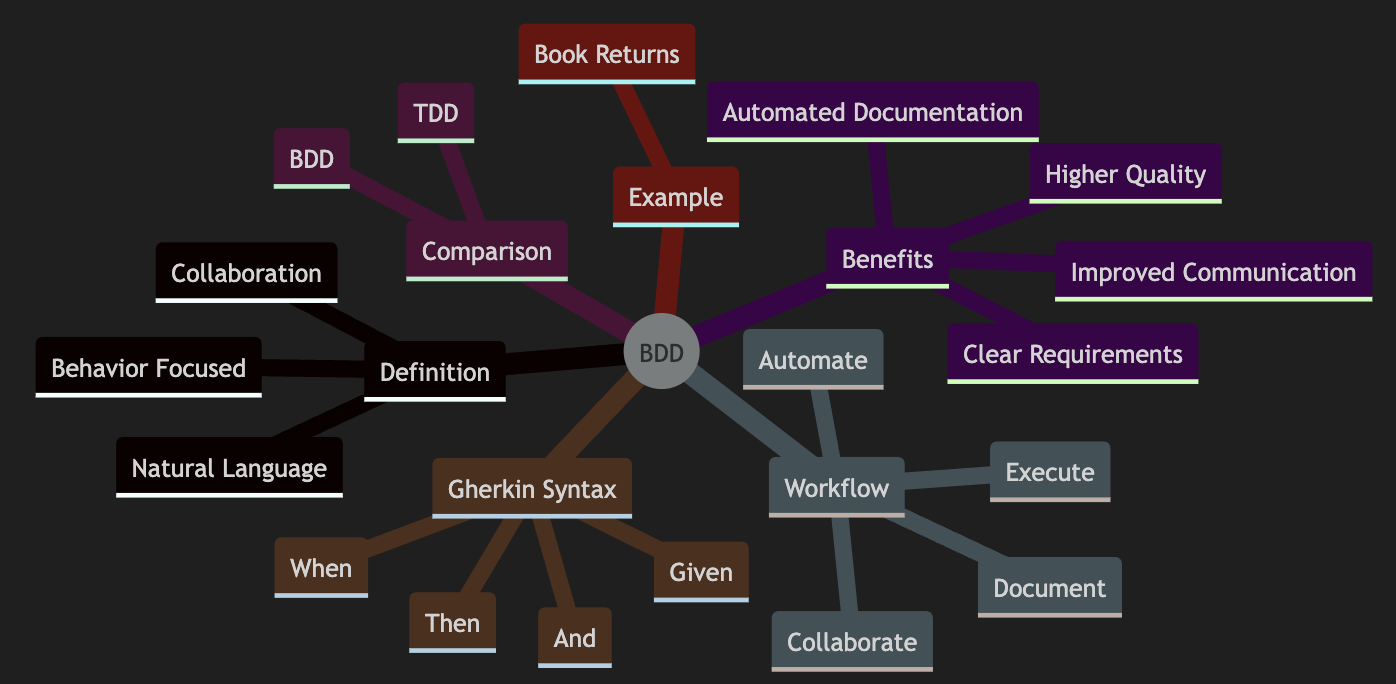 Book Returns
TDD
Automated Documentation
BDD
Higher Quality
Example
Comparison
Benefits
Collaboration
Improved Communication
BDD
Automate
Clear Requirements
Behavior Focused
Definition
Natural Language
Execute
Gherkin Syntax
Workflow
When
Given
Document
Then
And
Collaborate